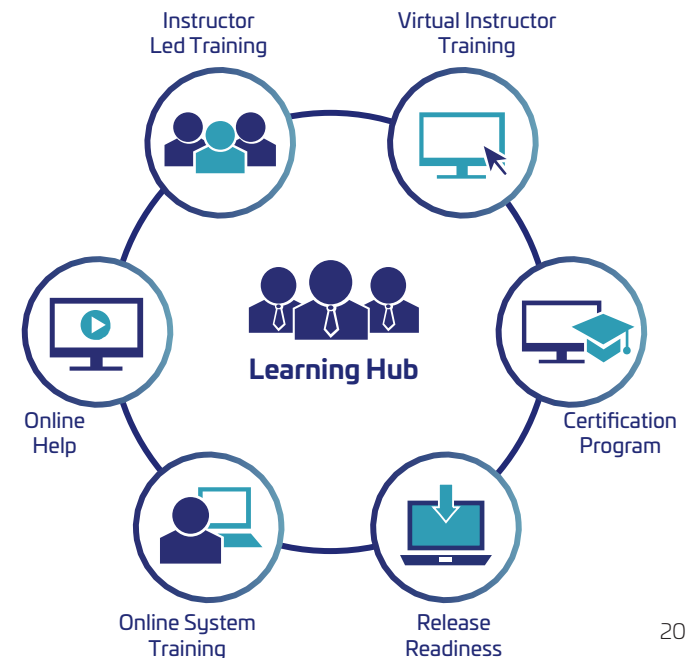 Instructor
Led Training
Virtual Instructor
Training
Learning Hub
Online
Help
Certification
Program
Online System
Training
Release
Readiness
20